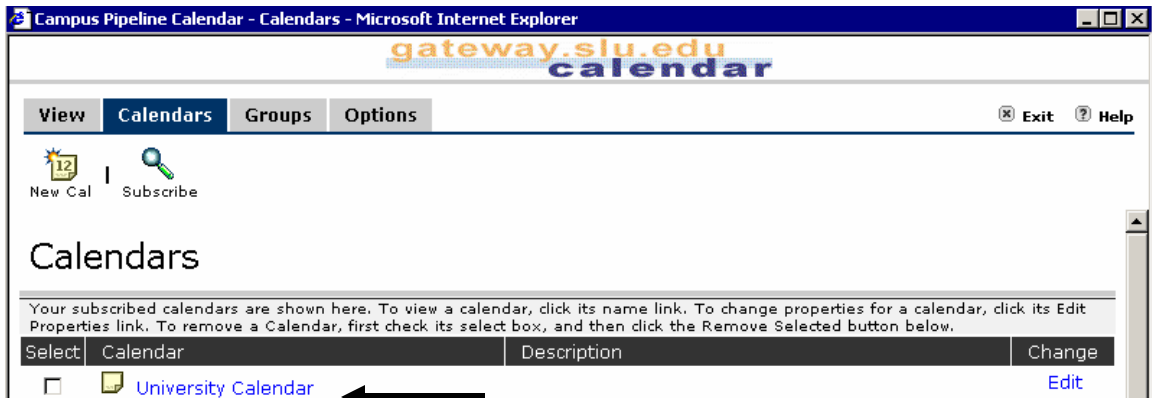 Campus Pipeline Calendar - Calendars - Microsoft Internet Explorer
gateway.slu.edu
calendar
View Calendars Groups Options Exit ? Help
12
New Cal Subscribe
Calendars
Your subscribed calendars are shown here. To view a calendar, click its name link. To change properties for a calendar, click its Edit
Properties link. To remove a Calendar, first check its select box, and then click the Remove Selected button below.
Select Calendar Description Change
University Calendar Edit